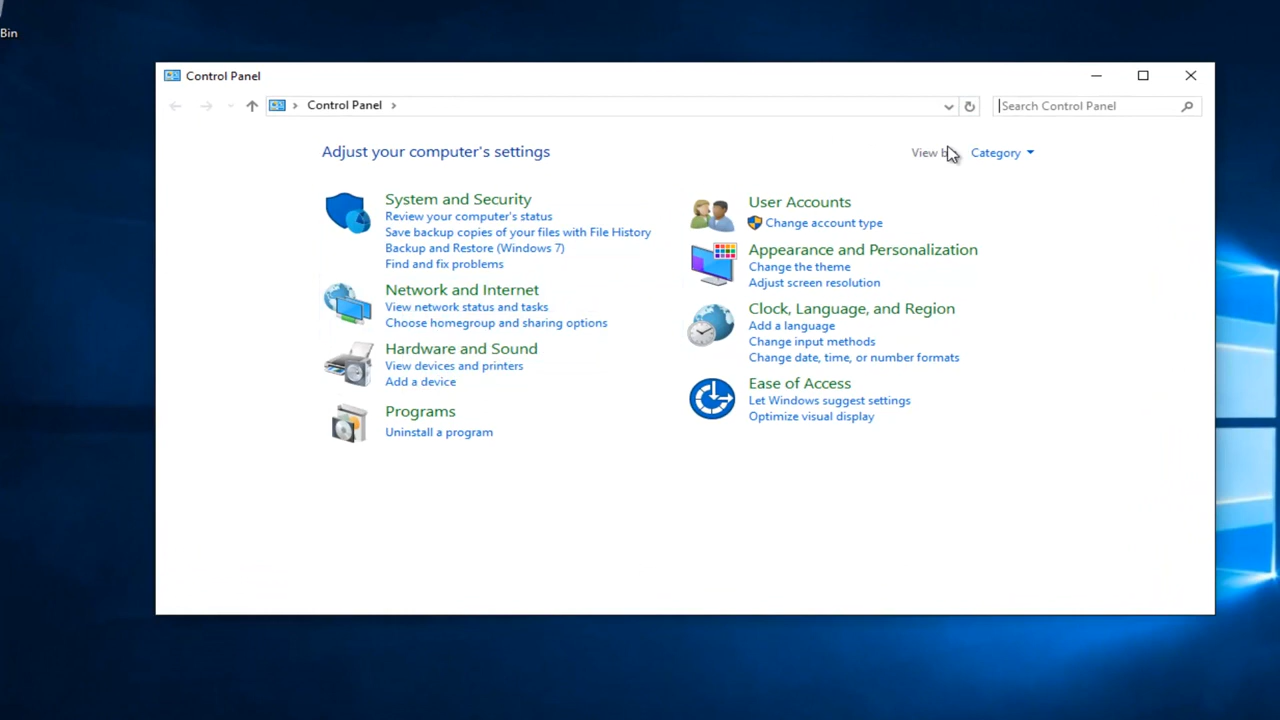 Bin
Control Panel
Control Panel
Search Control Panel
Adjust your computer's settings
View b
Category
System and Security
Review your computer's status
Save backup copies of your files with File History
Backup and Restore (Windows 7)
Find and fix problems
Network and Internet
View network status and tasks
Choose homegroup and sharing options
Hardware and Sound
View devices and printers
Add a device
Programs
Uninstall a program
User Accounts
Change account type
Appearance and Personalization
Change the theme
Adjust screen resolution
Clock, Language, and Region
Add a language
Change input methods
Change date, time, or number formats
Ease of Access
Let Windows suggest settings
Optimize visual display